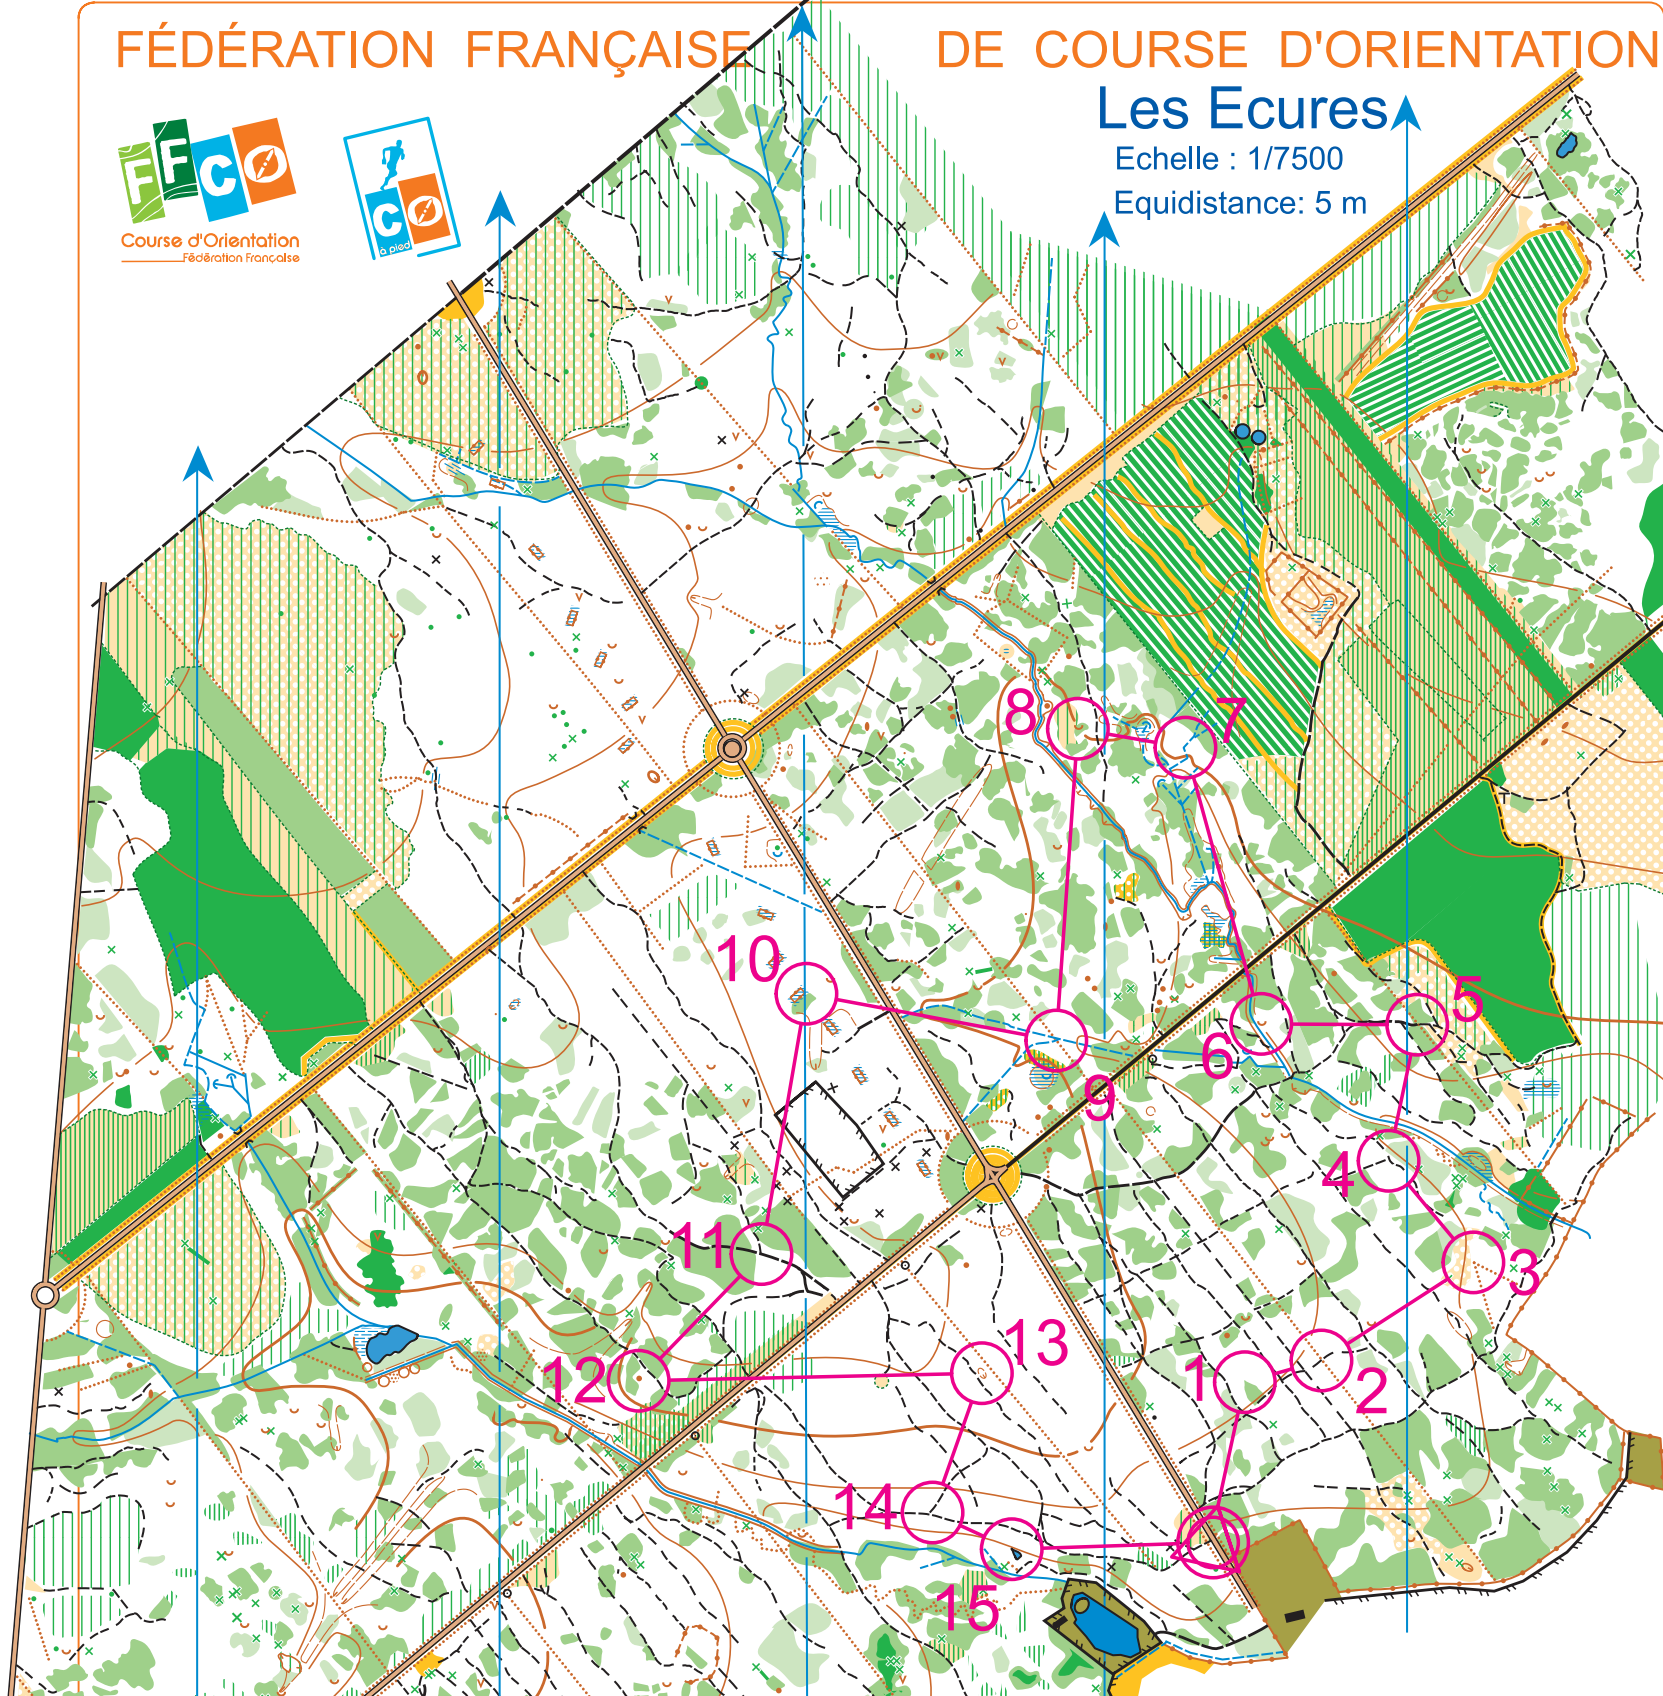 FÉDÉRATION FRANÇAISE DE COURSE D'ORIENTATION
Les Ecures
Echelle : 1/7500
Equidistance: 5 m
FFCO
Course d'Orientation
Fédération Française
CO
à pied
8
7
10
5
6
9
4
11
3
13
12
1
2
14
15